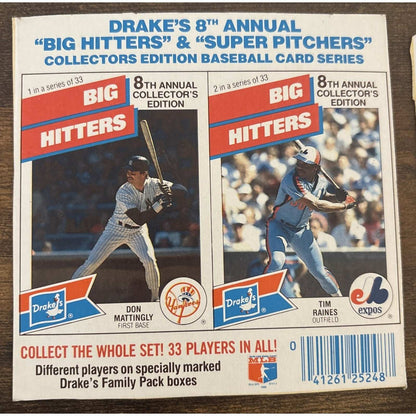 DRAKE'S 8TH ANNUAL
"BIG HITTERS" & "SUPER PITCHERS"
COLLECTORS EDITION BASEBALL CARD SERIES
1 in a series of 33
8TH ANNUAL
COLLECTOR'S
EDITION
BIG
HITTERS
Drake's
DON
MATTINGLY
FIRST BASE
Yankees
2 in a series of 33
8TH ANNUAL
COLLECTOR'S
EDITION
BIG
HITTERS
Drake's
TIM
RAINES
OUTFIELD
expos
COLLECT THE WHOLE SET! 33 PLAYERS IN ALL!
Different players on specially marked
Drake's Family Pack boxes
MLB
0
41261 25248